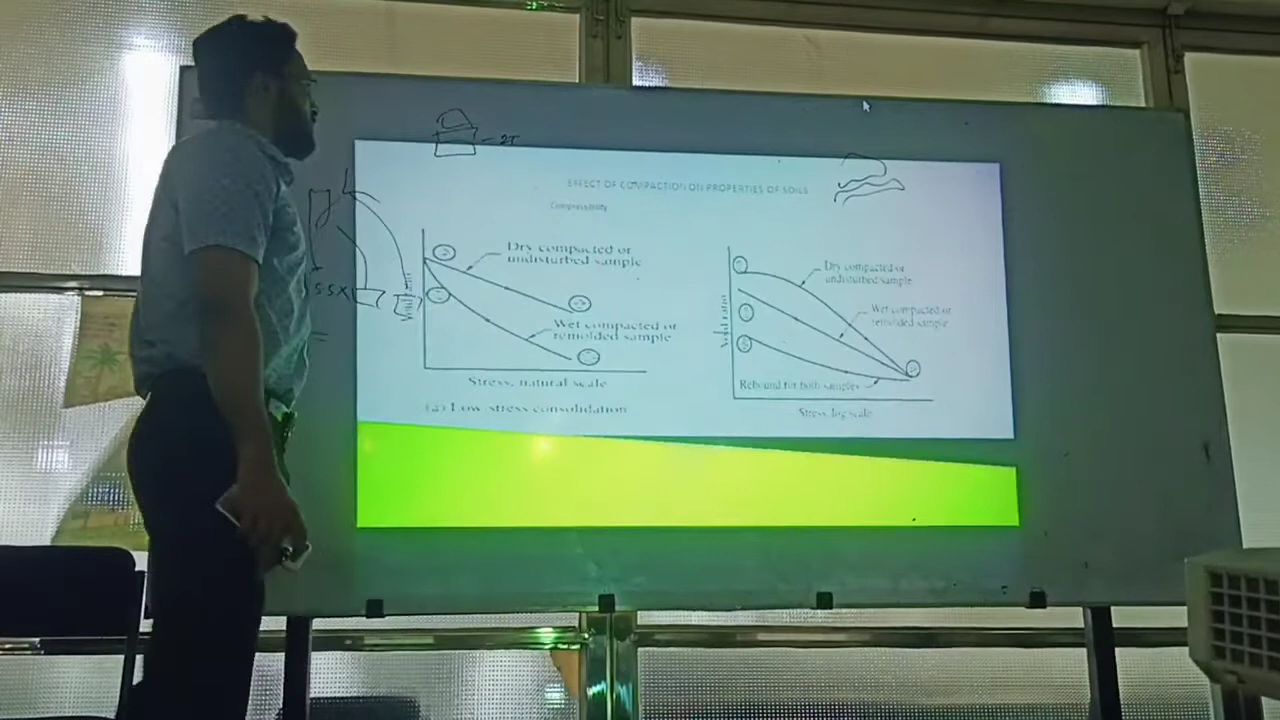 EFFECT OF COMPACTION ON PROPERTIES OF SOILS
Compressibility
Dry compacted or
undisturbed sample
Wet compacted or
remolded sample
Void ratio
Stress, natural scale
(a) Low-stress consolidation
Dry compacted or
undisturbed sample
Wet compacted or
remolded sample
Void ratio
Rebound for both samples
Stress, log scale